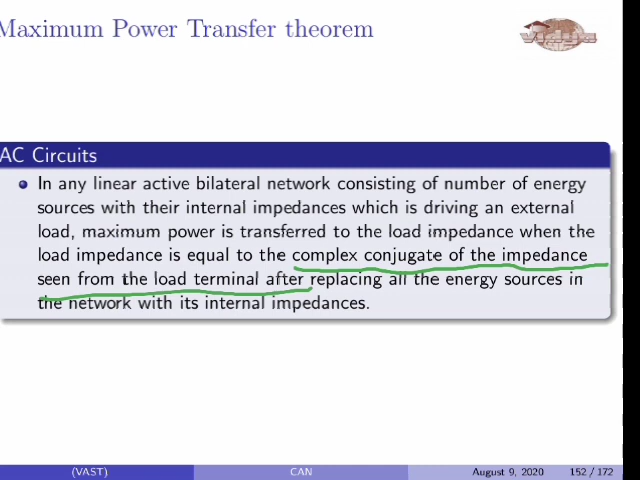 Maximum Power Transfer theorem
Vidya
AC Circuits
In any linear active bilateral network consisting of number of energy
sources with their internal impedances which is driving an external
load, maximum power is transferred to the load impedance when the
load impedance is equal to the complex conjugate of the impedance
seen from the load terminal after replacing all the energy sources in
the network with its internal impedances.
(VAST)
CAN
August 9, 2020
152 / 172